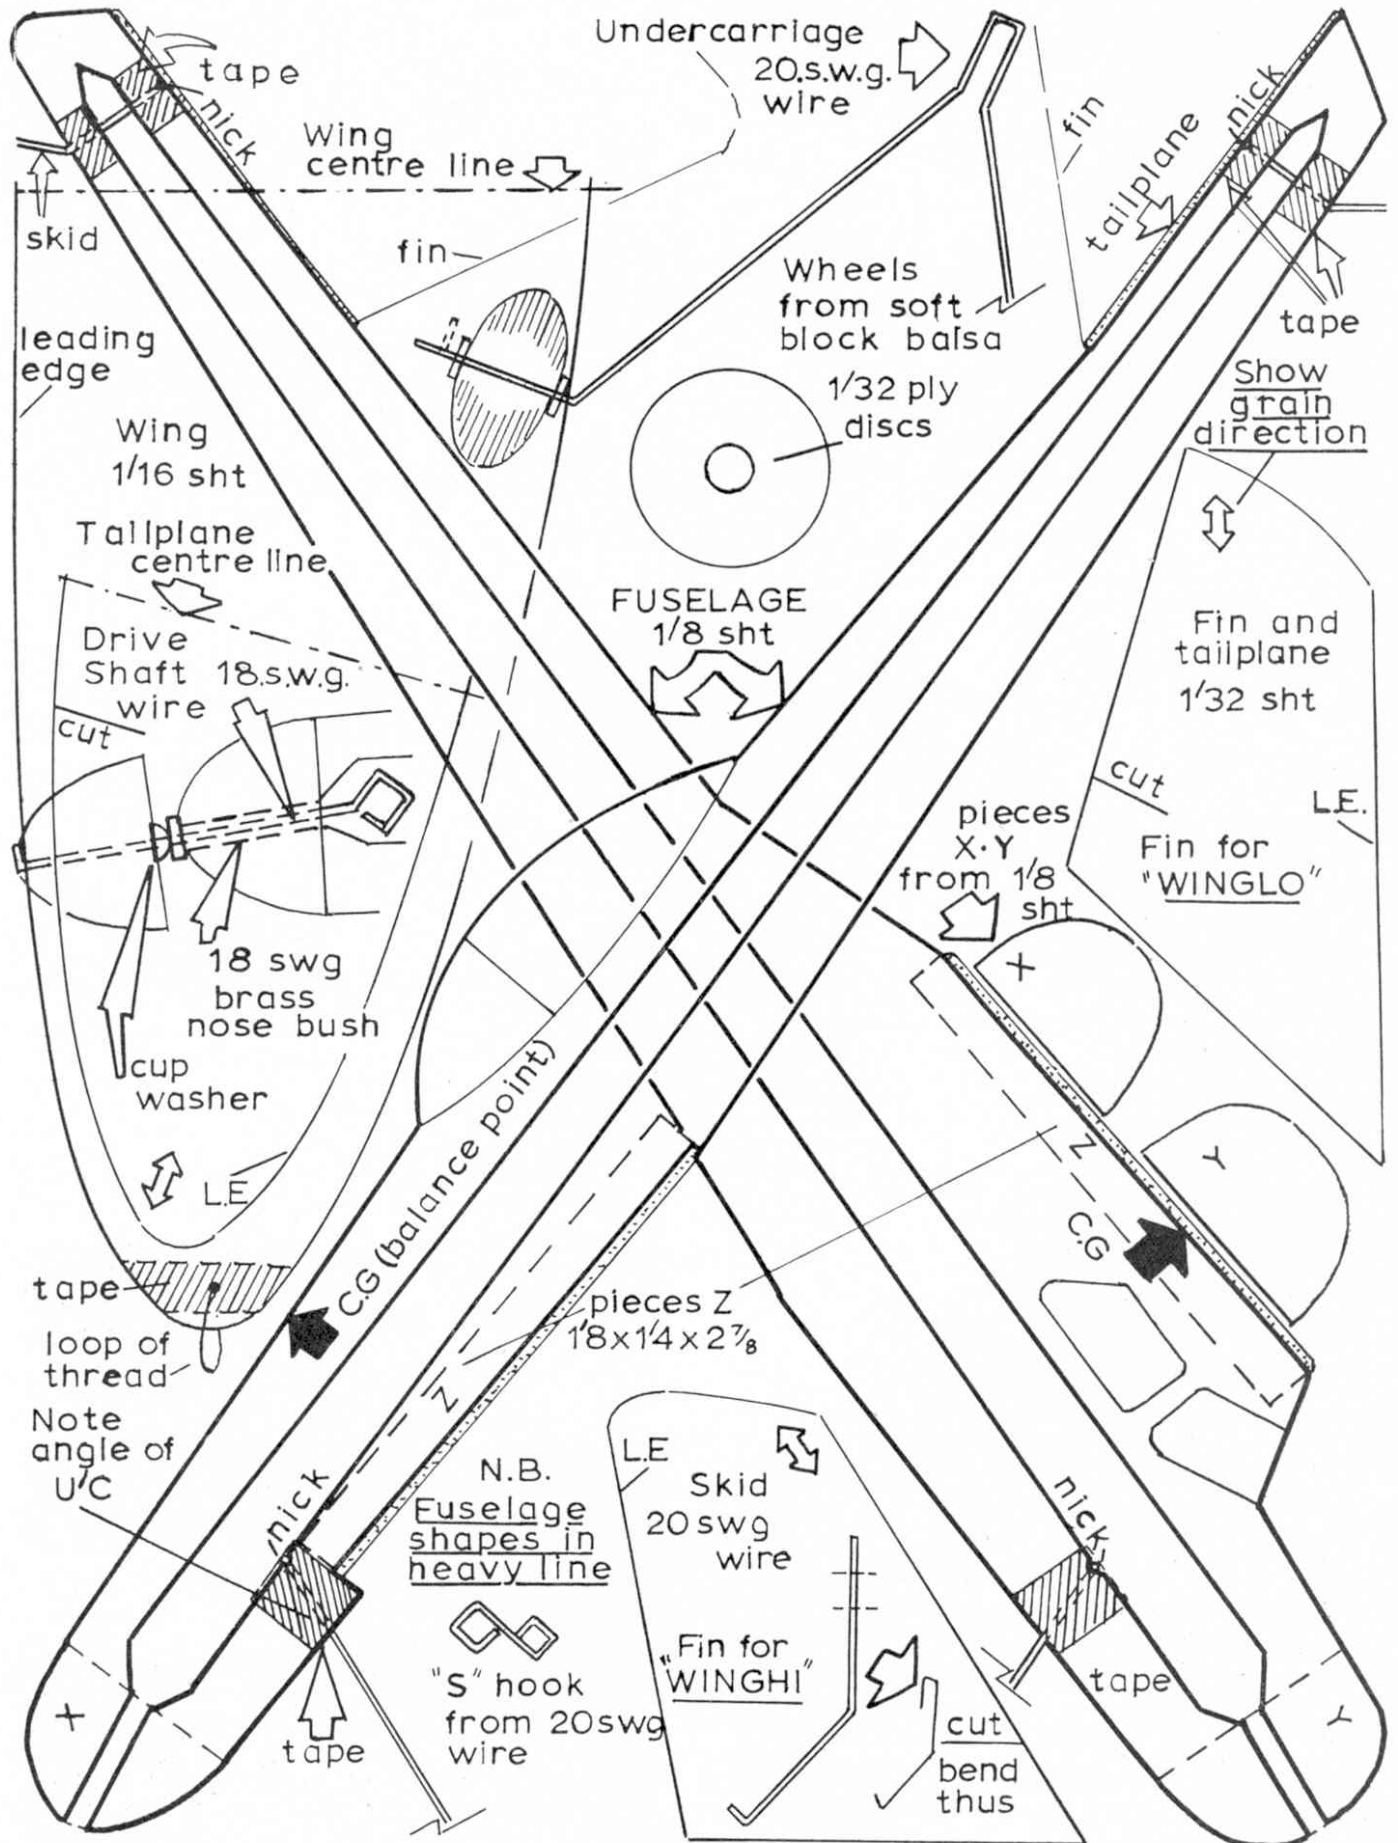 Undercarriage
20.s.w.g.
wire
tape
nick
Wing
centre line
fin
tailplane
nick
skid
fin
Wheels
from soft
block balsa
1/32 ply
discs
tape
leading
edge
Show
grain
direction
Wing
1/16 sht
Tailplane
centre line
FUSELAGE
1/8 sht
Drive
Shaft 18.s.w.g.
wire
cut
Fin and
tailplane
1/32 sht
cut
L.E.
pieces
X·Y
from 1/8
sht
Fin for
"WINGLO"
18 swg
brass
nose bush
X
cup
washer
Y
Z
L.E
C.G (balance point)
C.G
tape
loop of
thread
pieces Z
1/8 x 1/4 x 2 7/8
Z
Note
angle of
U'C
nick
N.B.
Fuselage
shapes in
heavy line
L.E
Skid
20 swg
wire
nick
"S" hook
from 20swg
wire
"Fin for
WINGHI"
tape
X
tape
cut
bend
thus
Y